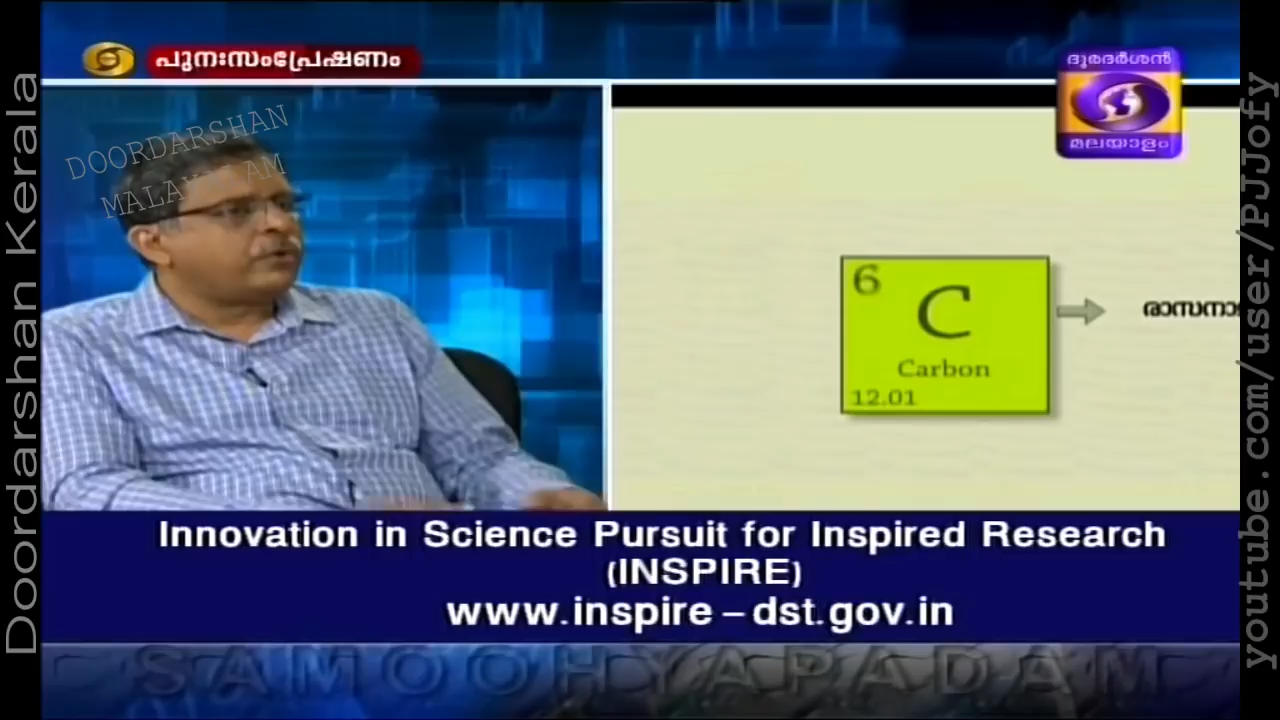 പുനഃസംപ്രേഷണം
ദൂരദർശൻ
മലയാളം
DOORDARSHAN
MALAYALAM
6
C
Carbon
12.01
Innovation in Science Pursuit for Inspired Research
(INSPIRE)
www.inspire–dst.gov.in
SAMOOHYAPADAM
Doordarshan Kerala
youtube.com/user/PJJofy